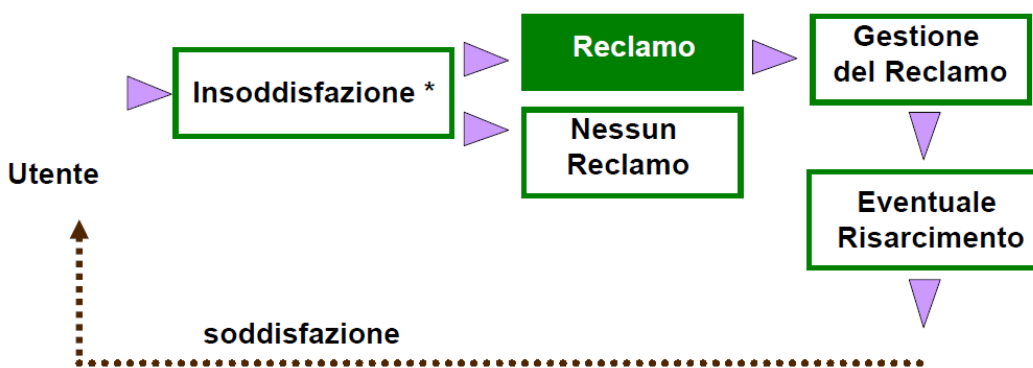 Utente
Insoddisfazione *
Reclamo
Nessun
Reclamo
Gestione
del Reclamo
Eventuale
Risarcimento
soddisfazione